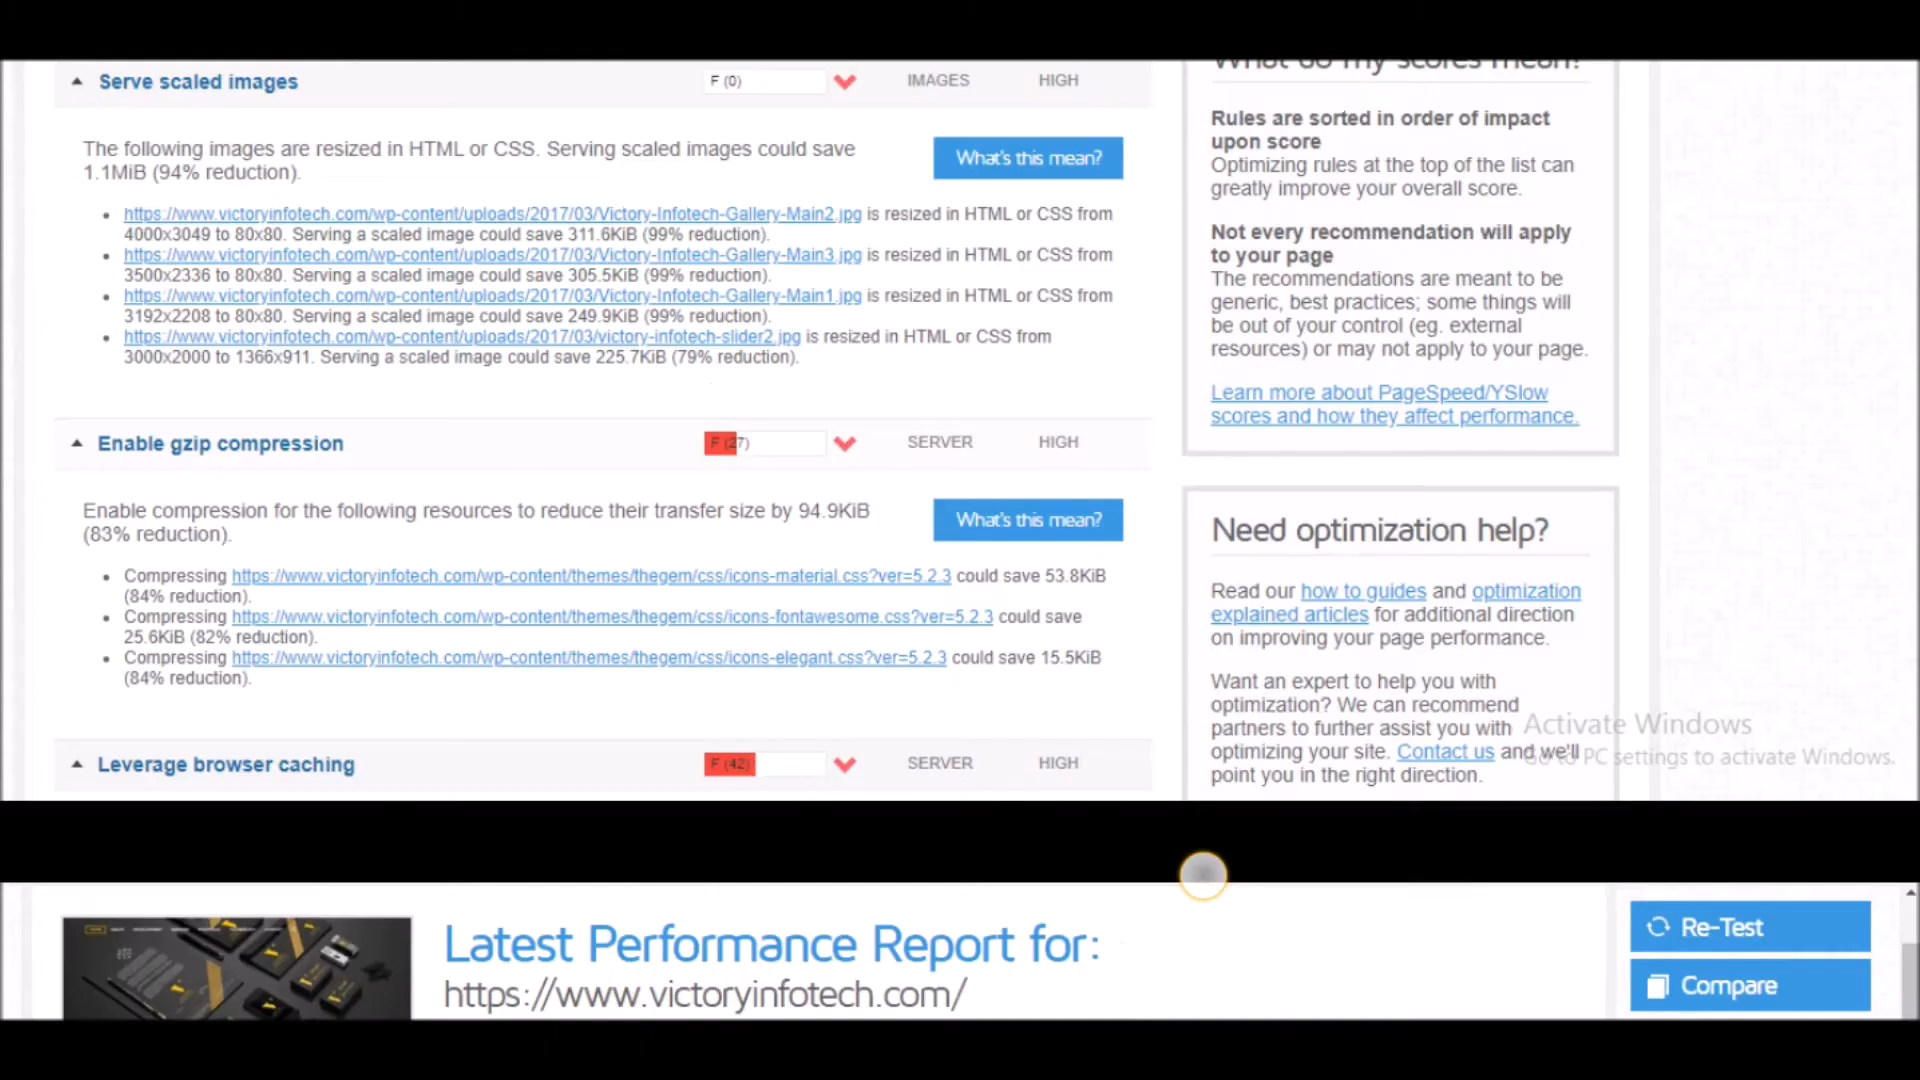 Serve scaled images F (0) IMAGES HIGH
The following images are resized in HTML or CSS. Serving scaled images could save
1.1MiB (94% reduction).
What's this mean?
https://www.victoryinfotech.com/wp-content/uploads/2017/03/Victory-Infotech-Gallery-Main2.jpg is resized in HTML or CSS from
4000x3049 to 80x80. Serving a scaled image could save 311.6KiB (99% reduction).
https://www.victoryinfotech.com/wp-content/uploads/2017/03/Victory-Infotech-Gallery-Main3.jpg is resized in HTML or CSS from
3500x2336 to 80x80. Serving a scaled image could save 305.5KiB (99% reduction).
https://www.victoryinfotech.com/wp-content/uploads/2017/03/Victory-Infotech-Gallery-Main1.jpg is resized in HTML or CSS from
3192x2208 to 80x80. Serving a scaled image could save 249.9KiB (99% reduction).
https://www.victoryinfotech.com/wp-content/uploads/2017/03/victory-infotech-slider2.jpg is resized in HTML or CSS from
3000x2000 to 1366x911. Serving a scaled image could save 225.7KiB (79% reduction).
Enable gzip compression F (27) SERVER HIGH
Enable compression for the following resources to reduce their transfer size by 94.9KiB
(83% reduction).
What's this mean?
Compressing https://www.victoryinfotech.com/wp-content/themes/thegem/css/icons-material.css?ver=5.2.3 could save 53.8KiB
(84% reduction).
Compressing https://www.victoryinfotech.com/wp-content/themes/thegem/css/icons-fontawesome.css?ver=5.2.3 could save
25.6KiB (82% reduction).
Compressing https://www.victoryinfotech.com/wp-content/themes/thegem/css/icons-elegant.css?ver=5.2.3 could save 15.5KiB
(84% reduction).
Leverage browser caching F (42) SERVER HIGH
What do my scores mean?
Rules are sorted in order of impact
upon score
Optimizing rules at the top of the list can
greatly improve your overall score.
Not every recommendation will apply
to your page
The recommendations are meant to be
generic, best practices; some things will
be out of your control (eg. external
resources) or may not apply to your page.
Learn more about PageSpeed/YSlow
scores and how they affect performance.
Need optimization help?
Read our how to guides and optimization
explained articles for additional direction
on improving your page performance.
Want an expert to help you with
optimization? We can recommend
partners to further assist you with
optimizing your site. Contact us and we'll
point you in the right direction.
Activate Windows
Go to PC settings to activate Windows.
Latest Performance Report for:
https://www.victoryinfotech.com/
Re-Test
Compare